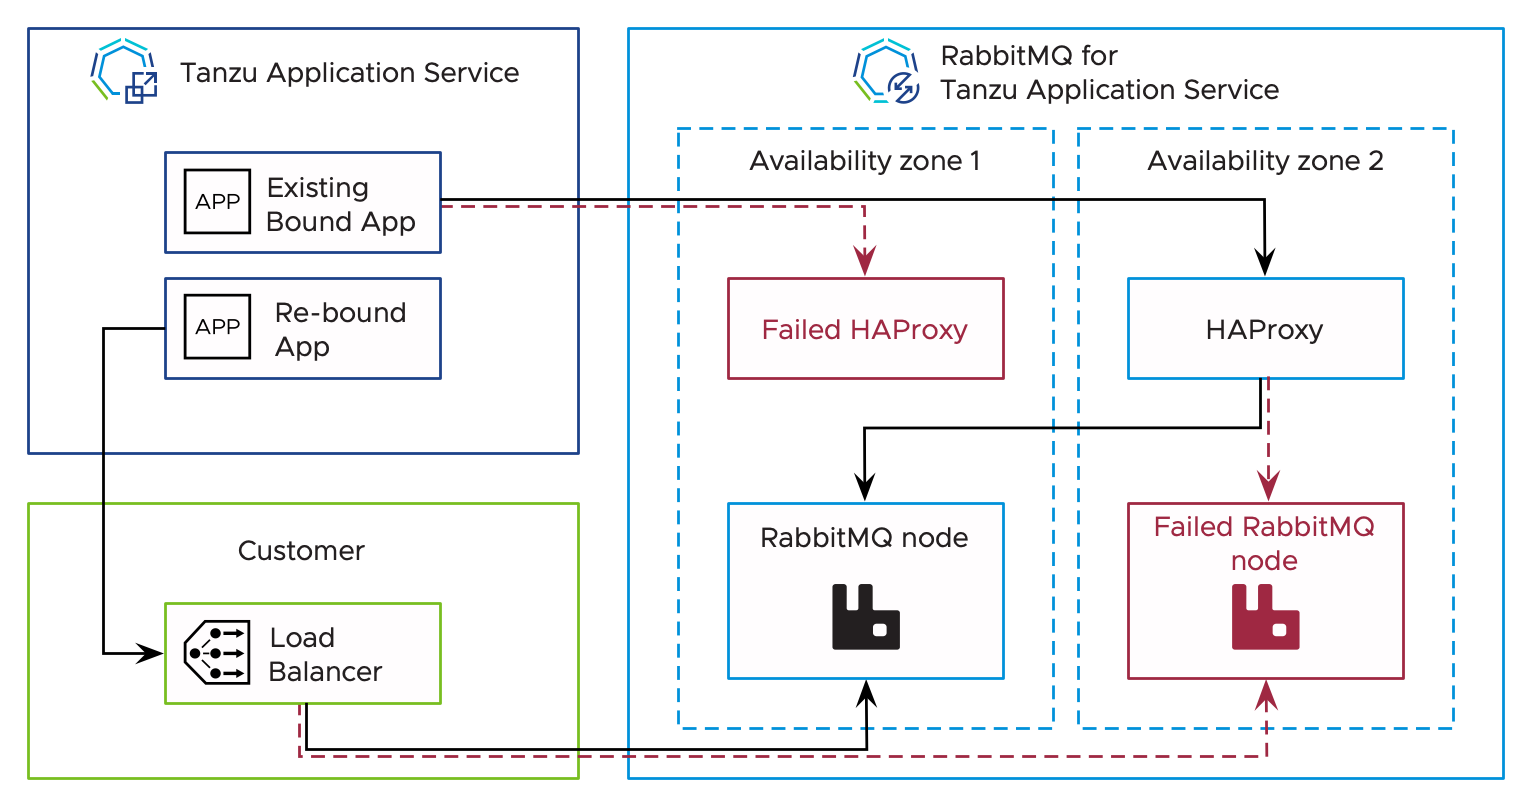 Tanzu Application Service
APP
Existing
Bound App
APP
Re-bound
App
Customer
Load
Balancer
RabbitMQ for
Tanzu Application Service
Availability zone 1
Availability zone 2
Failed HAProxy
HAProxy
RabbitMQ node
Failed RabbitMQ
node